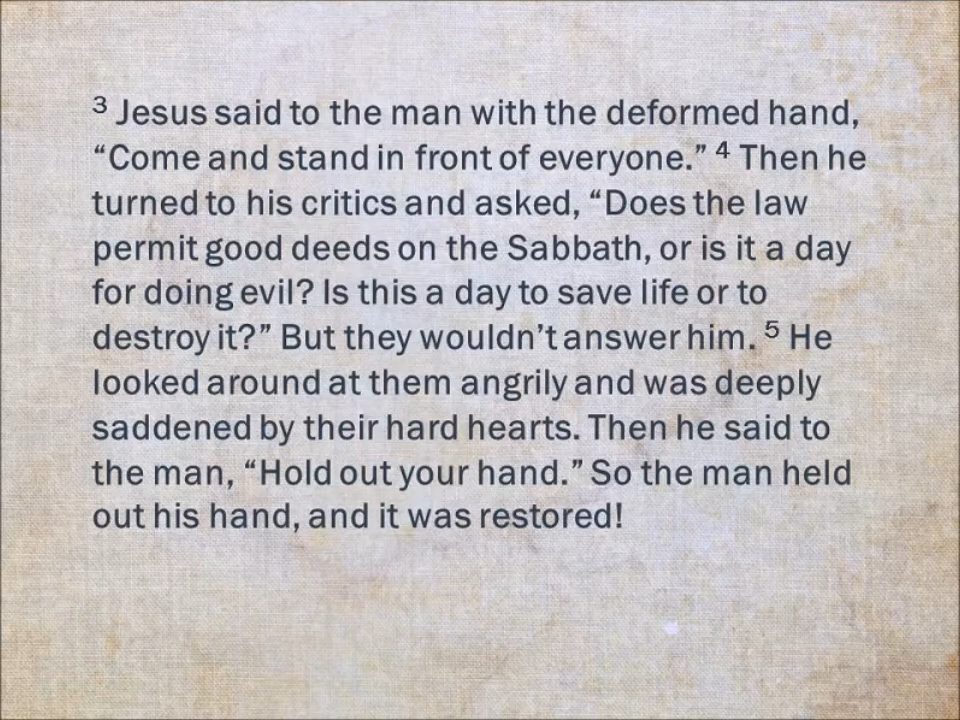 ³ Jesus said to the man with the deformed hand,
“Come and stand in front of everyone.” ⁴ Then he
turned to his critics and asked, “Does the law
permit good deeds on the Sabbath, or is it a day
for doing evil? Is this a day to save life or to
destroy it?” But they wouldn’t answer him. ⁵ He
looked around at them angrily and was deeply
saddened by their hard hearts. Then he said to
the man, “Hold out your hand.” So the man held
out his hand, and it was restored!